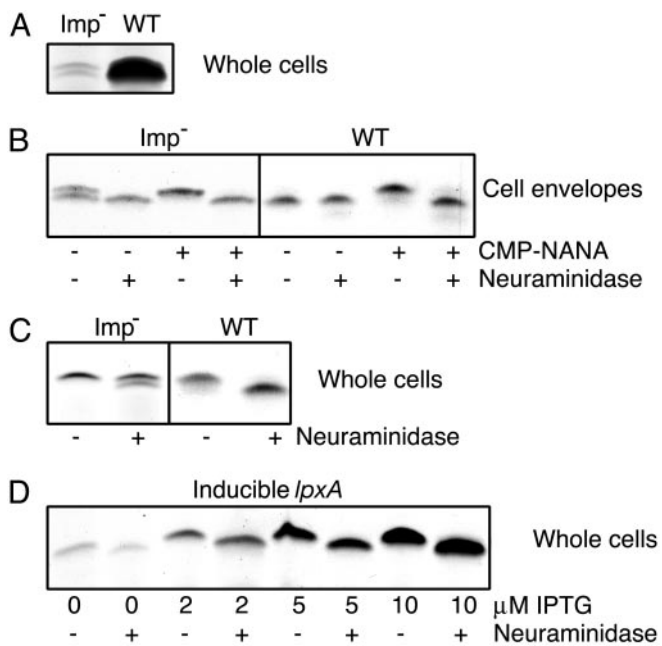 A
Imp⁻ WT
Whole cells
B
Imp⁻ WT
Cell envelopes
- - + + - - + + CMP-NANA
- + - + - + - + Neuraminidase
C
Imp⁻ WT
Whole cells
- + - + Neuraminidase
D
Inducible lpxA
Whole cells
0 0 2 2 5 5 10 10 μM IPTG
- + - + - + - + Neuraminidase